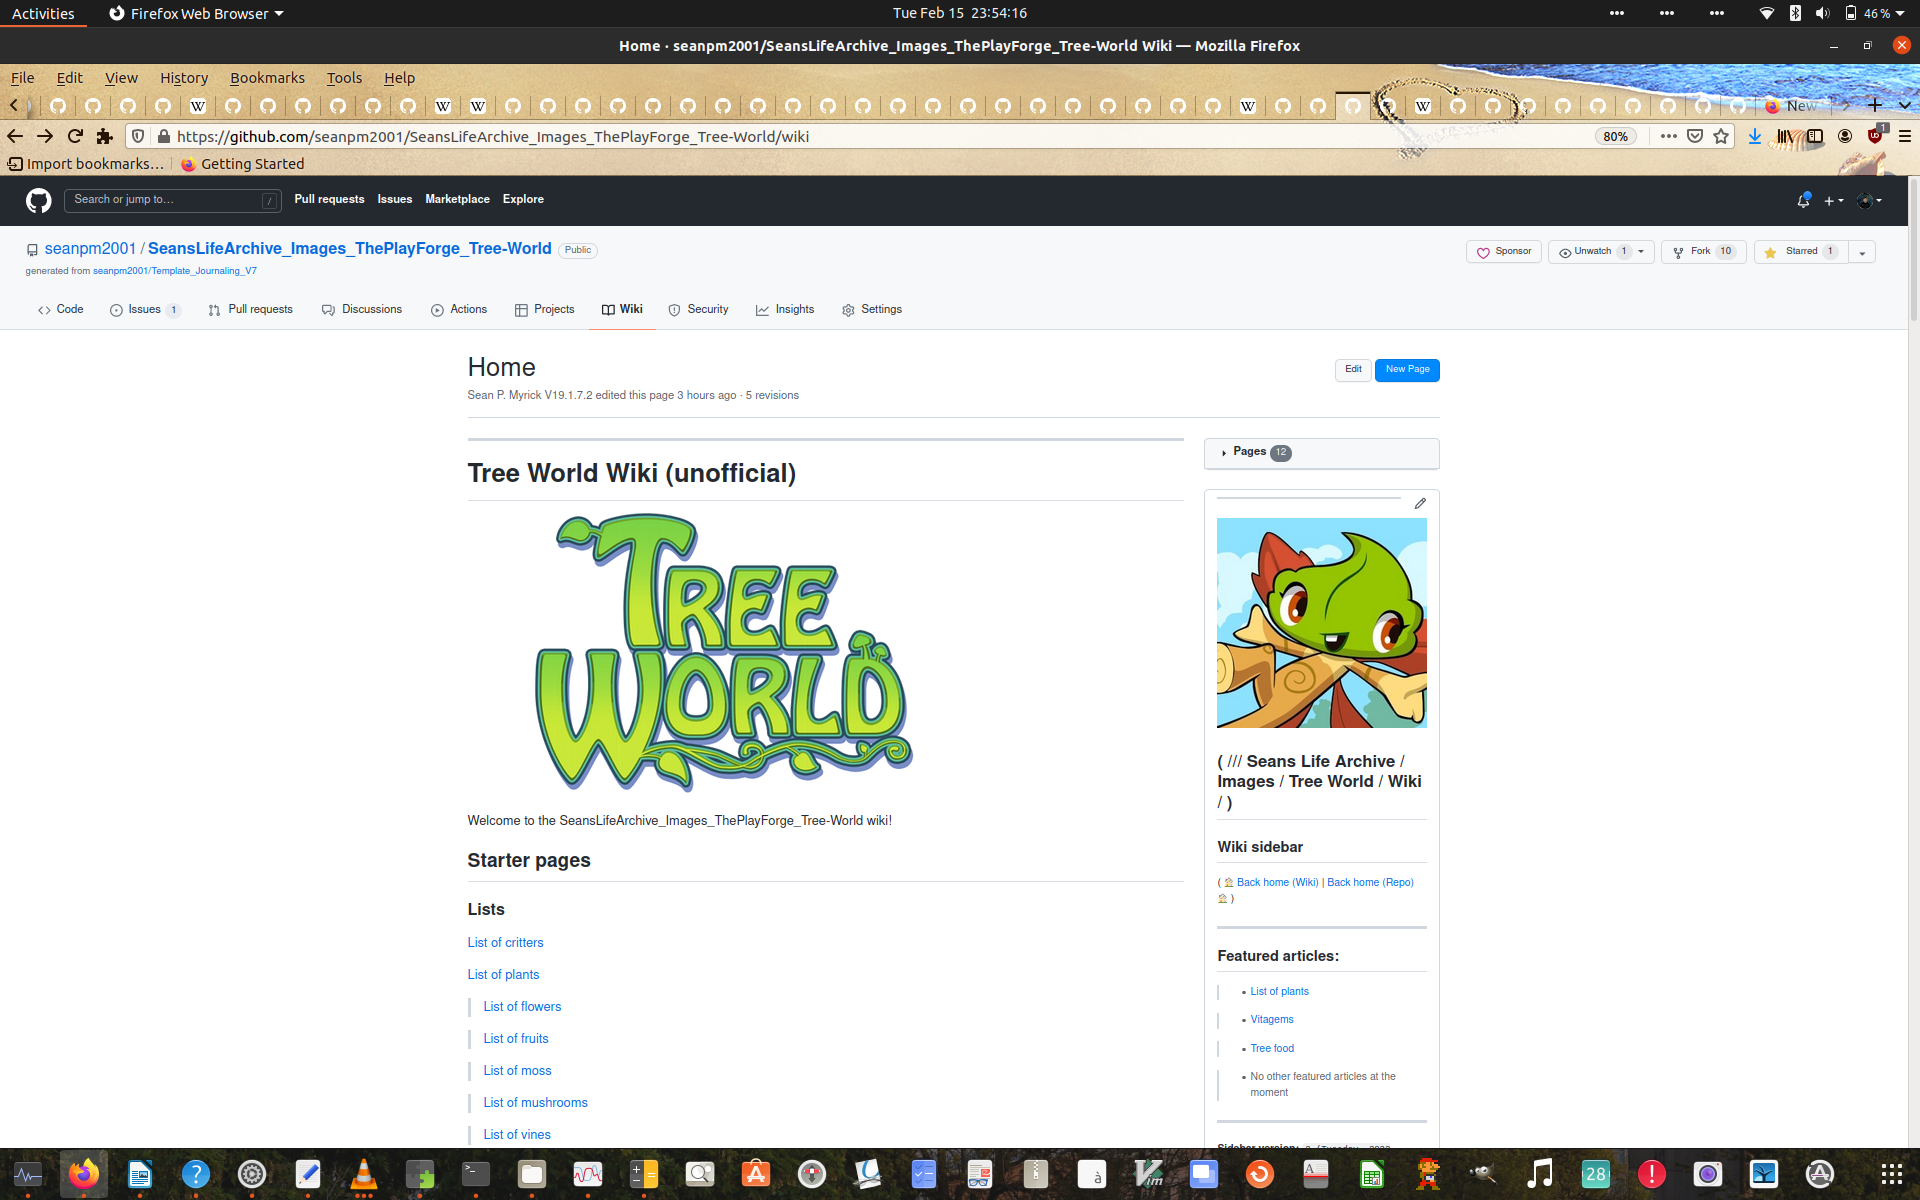 Activities
Firefox Web Browser
Tue Feb 15 23:54:16
46 %
Home · seanpm2001/SeansLifeArchive_Images_ThePlayForge_Tree-World Wiki — Mozilla Firefox
File Edit View History Bookmarks Tools Help
New
https://github.com/seanpm2001/SeansLifeArchive_Images_ThePlayForge_Tree-World/wiki
80%
1
Import bookmarks… Getting Started
Search or jump to… /
Pull requests Issues Marketplace Explore
seanpm2001 / SeansLifeArchive_Images_ThePlayForge_Tree-World Public
Sponsor Unwatch 1 Fork 10 Starred 1
generated from seanpm2001/Template_Journaling_V7
Code Issues 1 Pull requests Discussions Actions Projects Wiki Security Insights Settings
Home
Edit New Page
Sean P. Myrick V19.1.7.2 edited this page 3 hours ago · 5 revisions
Pages 12
Tree World Wiki (unofficial)
TREE
WORLD
Welcome to the SeansLifeArchive_Images_ThePlayForge_Tree-World wiki!
Starter pages
Lists
List of critters
List of plants
List of flowers
List of fruits
List of moss
List of mushrooms
List of vines
( /// Seans Life Archive /
Images / Tree World / Wiki
/ )
Wiki sidebar
( Back home (Wiki) | Back home (Repo)
)
Featured articles:
• List of plants
• Vitagems
• Tree food
• No other featured articles at the
moment
Sidebar version:
28